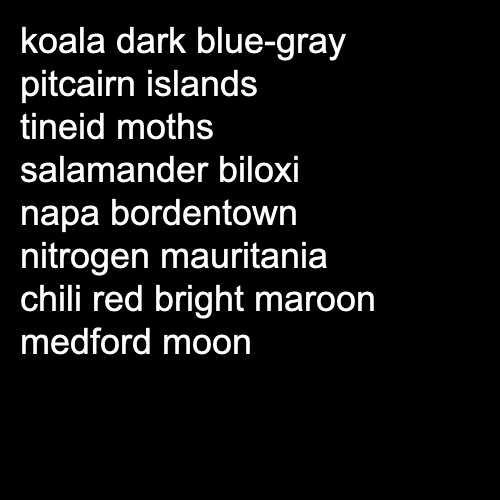 koala dark blue-gray
pitcairn islands
tineid moths
salamander biloxi
napa bordentown
nitrogen mauritania
chili red bright maroon
medford moon